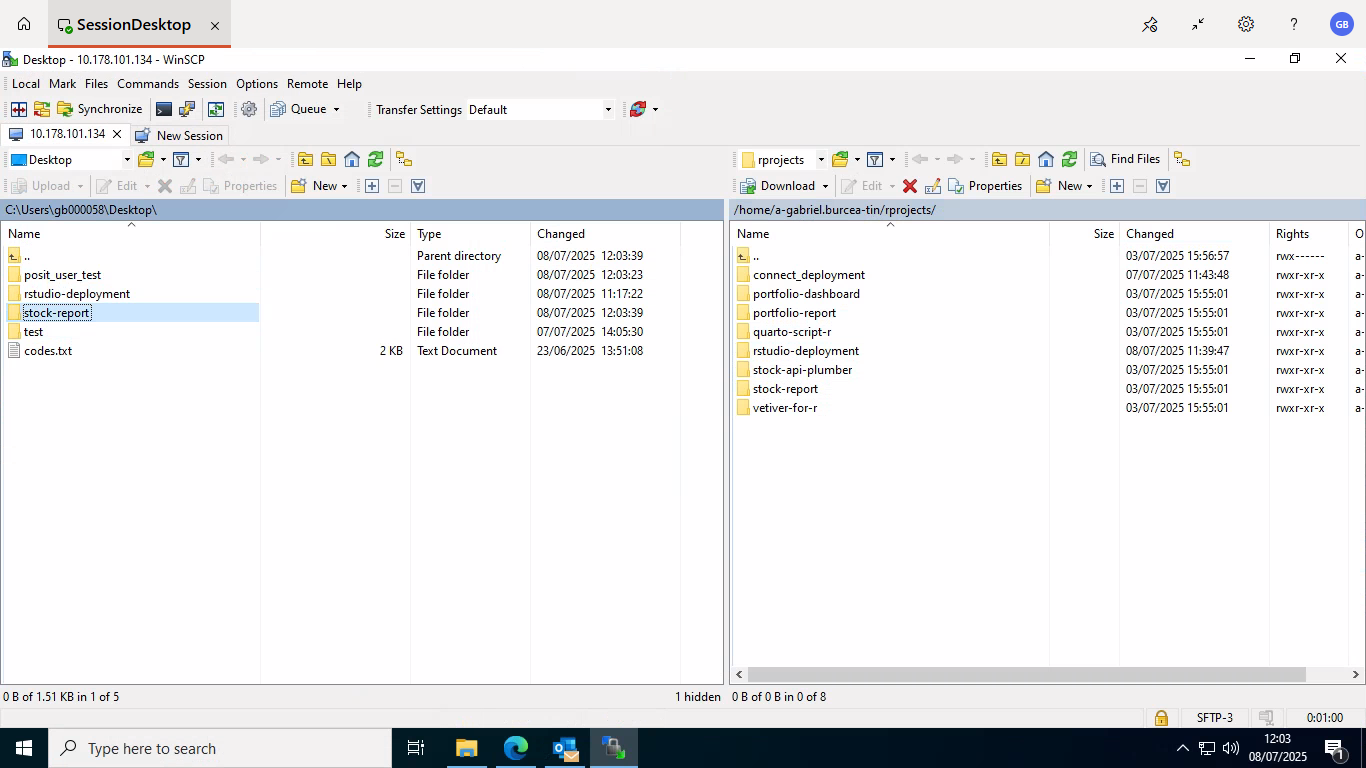 SessionDesktop
GB
Desktop - 10.178.101.134 - WinSCP
Local Mark Files Commands Session Options Remote Help
Synchronize Queue Transfer Settings Default
10.178.101.134 New Session
Desktop rprojects Find Files
Upload Edit Properties New Download Edit Properties New
C:\Users\gb000058\Desktop\ /home/a-gabriel.burcea-tin/rprojects/
Name Size Type Changed Name Size Changed Rights O
.. Parent directory 08/07/2025 12:03:39 .. 03/07/2025 15:56:57 rwx------ a-
posit_user_test File folder 08/07/2025 12:03:23 connect_deployment 07/07/2025 11:43:48 rwxr-xr-x a-
rstudio-deployment File folder 08/07/2025 11:17:22 portfolio-dashboard 03/07/2025 15:55:01 rwxr-xr-x a-
stock-report File folder 08/07/2025 12:03:39 portfolio-report 03/07/2025 15:55:01 rwxr-xr-x a-
test File folder 07/07/2025 14:05:30 quarto-script-r 03/07/2025 15:55:01 rwxr-xr-x a-
codes.txt 2 KB Text Document 23/06/2025 13:51:08 rstudio-deployment 08/07/2025 11:39:47 rwxr-xr-x a-
stock-api-plumber 03/07/2025 15:55:01 rwxr-xr-x a-
stock-report 03/07/2025 15:55:01 rwxr-xr-x a-
vetiver-for-r 03/07/2025 15:55:01 rwxr-xr-x a-
0 B of 1.51 KB in 1 of 5 1 hidden 0 B of 0 B in 0 of 8
SFTP-3 0:01:00
Type here to search
12:03
08/07/2025
1